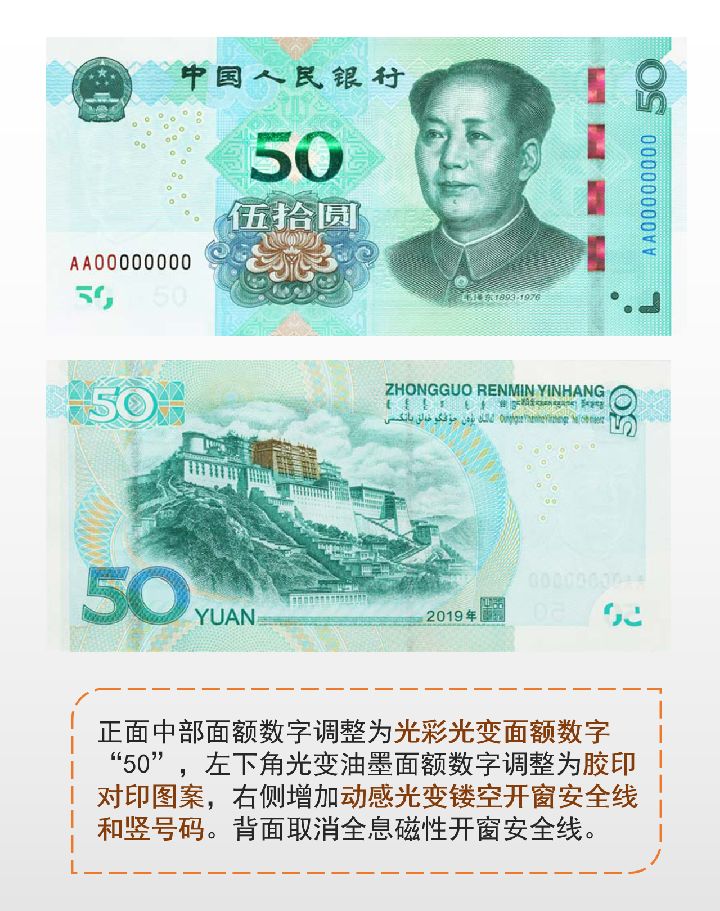 中国人民银行
50
50
伍拾圆
AA00000000
AA00000000
50
毛泽东1893-1976
50
ZHONGGUO RENMIN YINHANG
50
50
YUAN
2019年
正面中部面额数字调整为光彩光变面额数字
“50”，左下角光变油墨面额数字调整为胶印
对印图案，右侧增加动感光变镂空开窗安全线
和竖号码。背面取消全息磁性开窗安全线。